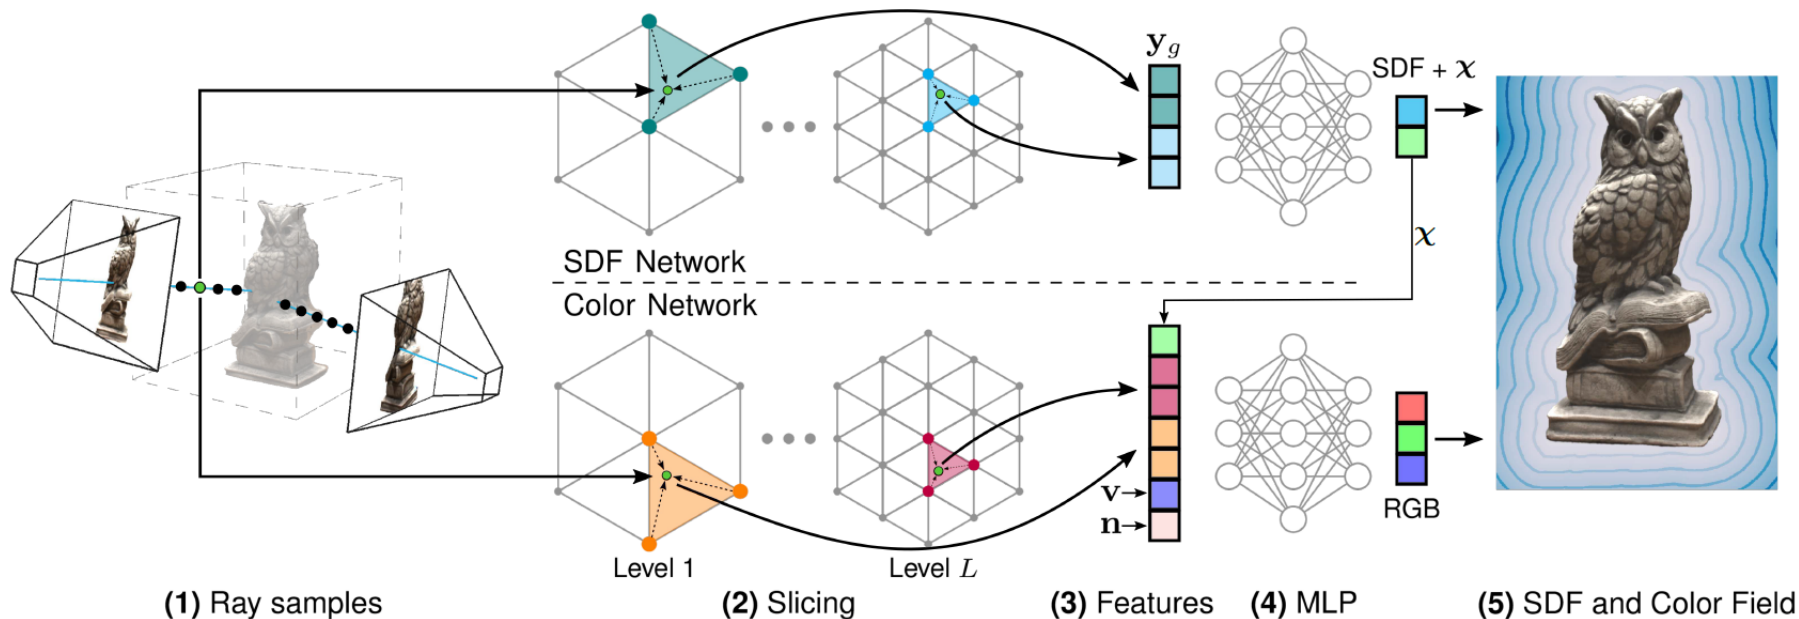 y_g
SDF + χ
χ
SDF Network
Color Network
v
n
RGB
Level 1
Level L
(1) Ray samples
(2) Slicing
(3) Features
(4) MLP
(5) SDF and Color Field